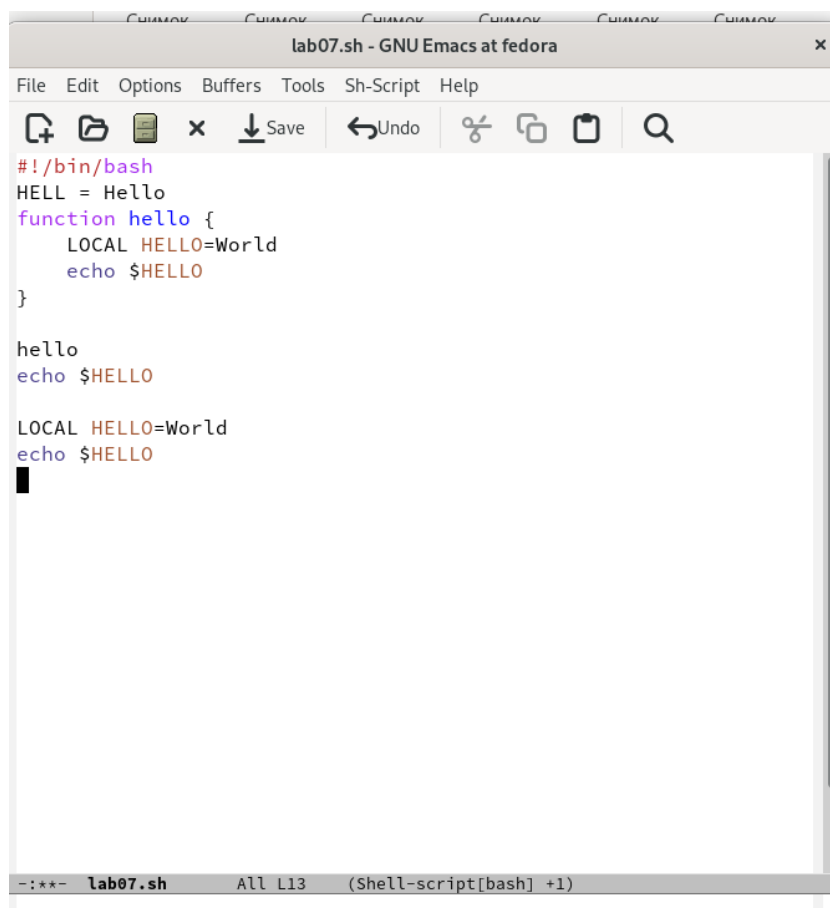 Снимок Снимок Снимок Снимок Снимок Снимок
lab07.sh - GNU Emacs at fedora ×
File Edit Options Buffers Tools Sh-Script Help
Save Undo
#!/bin/bash
HELL = Hello
function hello {
    LOCAL HELLO=World
    echo $HELLO
}

hello
echo $HELLO

LOCAL HELLO=World
echo $HELLO
-:**- lab07.sh All L13 (Shell-script[bash] +1)